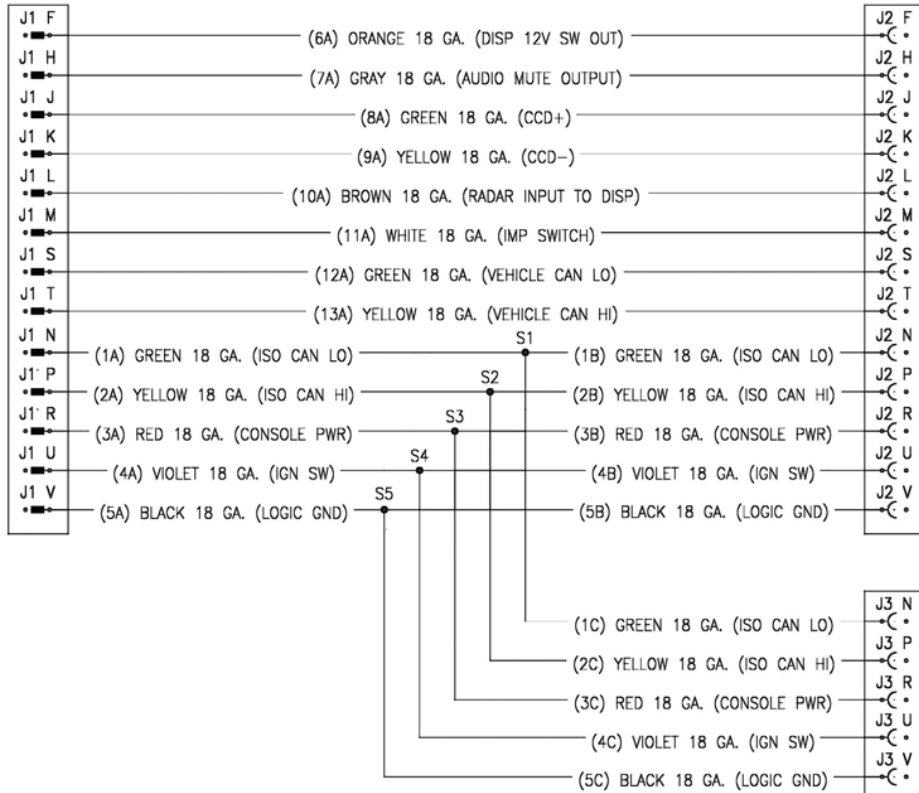 J1 F (6A) ORANGE 18 GA. (DISP 12V SW OUT) J2 F
J1 H (7A) GRAY 18 GA. (AUDIO MUTE OUTPUT) J2 H
J1 J (8A) GREEN 18 GA. (CCD+) J2 J
J1 K (9A) YELLOW 18 GA. (CCD-) J2 K
J1 L (10A) BROWN 18 GA. (RADAR INPUT TO DISP) J2 L
J1 M (11A) WHITE 18 GA. (IMP SWITCH) J2 M
J1 S (12A) GREEN 18 GA. (VEHICLE CAN LO) J2 S
J1 T (13A) YELLOW 18 GA. (VEHICLE CAN HI) J2 T
J1 N (1A) GREEN 18 GA. (ISO CAN LO) S1 (1B) GREEN 18 GA. (ISO CAN LO) J2 N
J1 P (2A) YELLOW 18 GA. (ISO CAN HI) S2 (2B) YELLOW 18 GA. (ISO CAN HI) J2 P
J1 R (3A) RED 18 GA. (CONSOLE PWR) S3 (3B) RED 18 GA. (CONSOLE PWR) J2 R
J1 U (4A) VIOLET 18 GA. (IGN SW) S4 (4B) VIOLET 18 GA. (IGN SW) J2 U
J1 V (5A) BLACK 18 GA. (LOGIC GND) S5 (5B) BLACK 18 GA. (LOGIC GND) J2 V
(1C) GREEN 18 GA. (ISO CAN LO) J3 N
(2C) YELLOW 18 GA. (ISO CAN HI) J3 P
(3C) RED 18 GA. (CONSOLE PWR) J3 R
(4C) VIOLET 18 GA. (IGN SW) J3 U
(5C) BLACK 18 GA. (LOGIC GND) J3 V